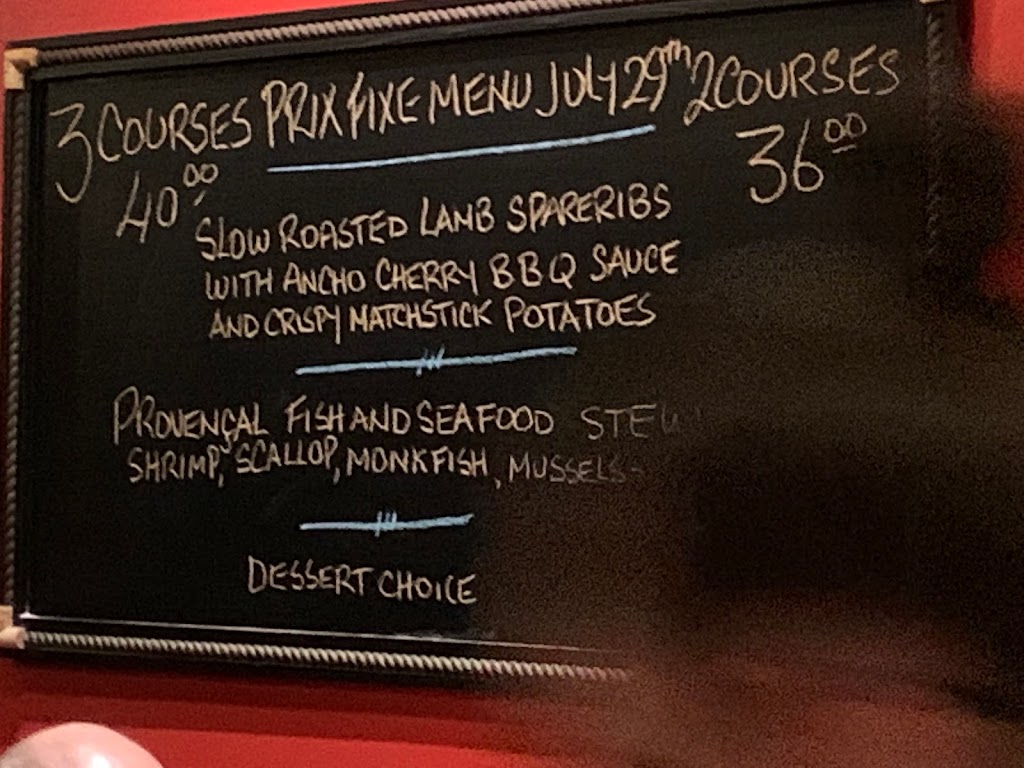 3 COURSES PRIX FIXE MENU JULY 29th 2 COURSES
40.00 36.00
SLOW ROASTED LAMB SPARERIBS
WITH ANCHO CHERRY BBQ SAUCE
AND CRISPY MATCHSTICK POTATOES
PROVENÇAL FISH AND SEAFOOD STEW
SHRIMP, SCALLOP, MONKFISH, MUSSELS-
DESSERT CHOICE